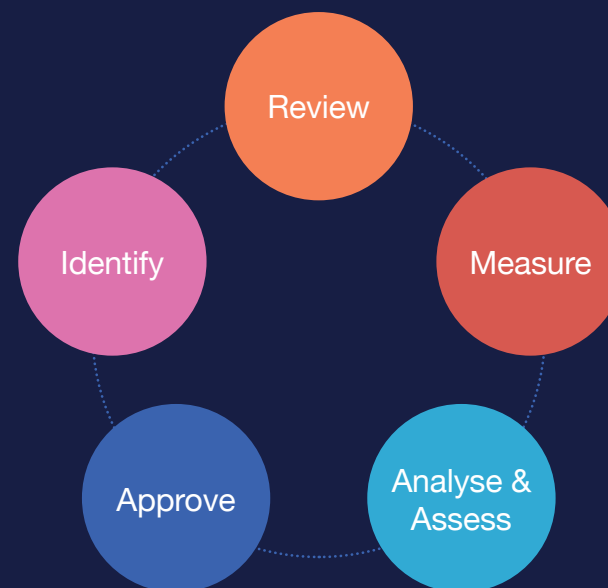 Review
Identify
Measure
Analyse &
Assess
Approve